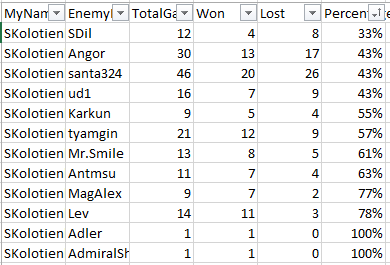 MyNan Enemy TotalGa Won Lost Percen e
SKolotien SDil 12 4 8 33%
SKolotien Angor 30 13 17 43%
SKolotien santa324 46 20 26 43%
SKolotien ud1 16 7 9 43%
SKolotien Karkun 9 5 4 55%
SKolotien tyamgin 21 12 9 57%
SKolotien Mr.Smile 13 8 5 61%
SKolotien Antmsu 11 7 4 63%
SKolotien MagAlex 9 7 2 77%
SKolotien Lev 14 11 3 78%
SKolotien Adler 1 1 0 100%
SKolotien AdmiralSh 1 1 0 100%